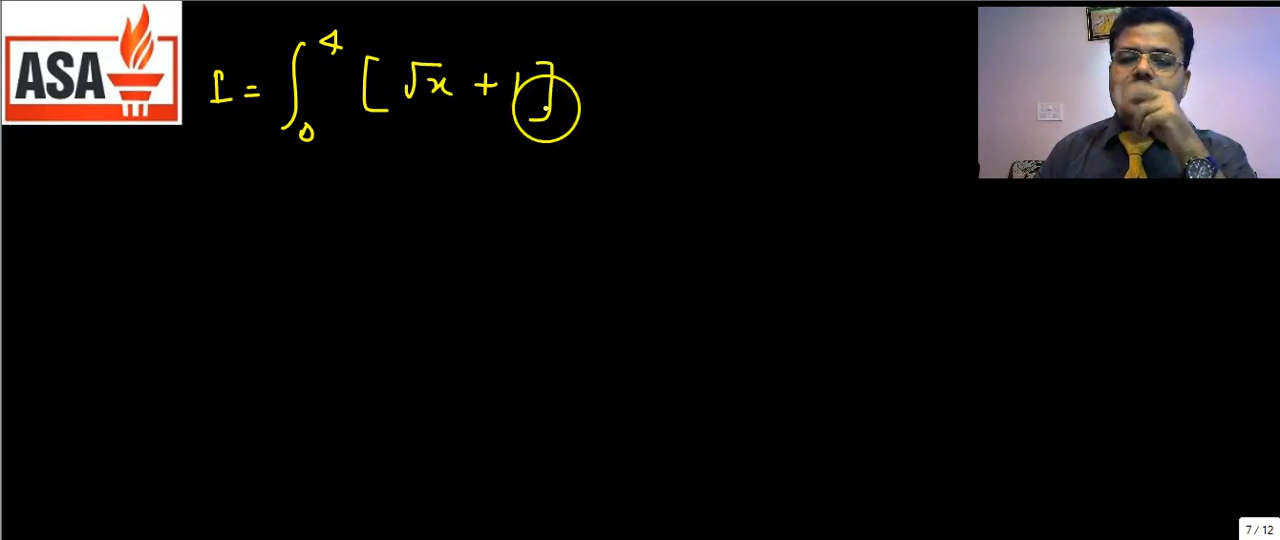 ASA
I = ∫₀⁴ [ √x + 1 ]
7 / 12